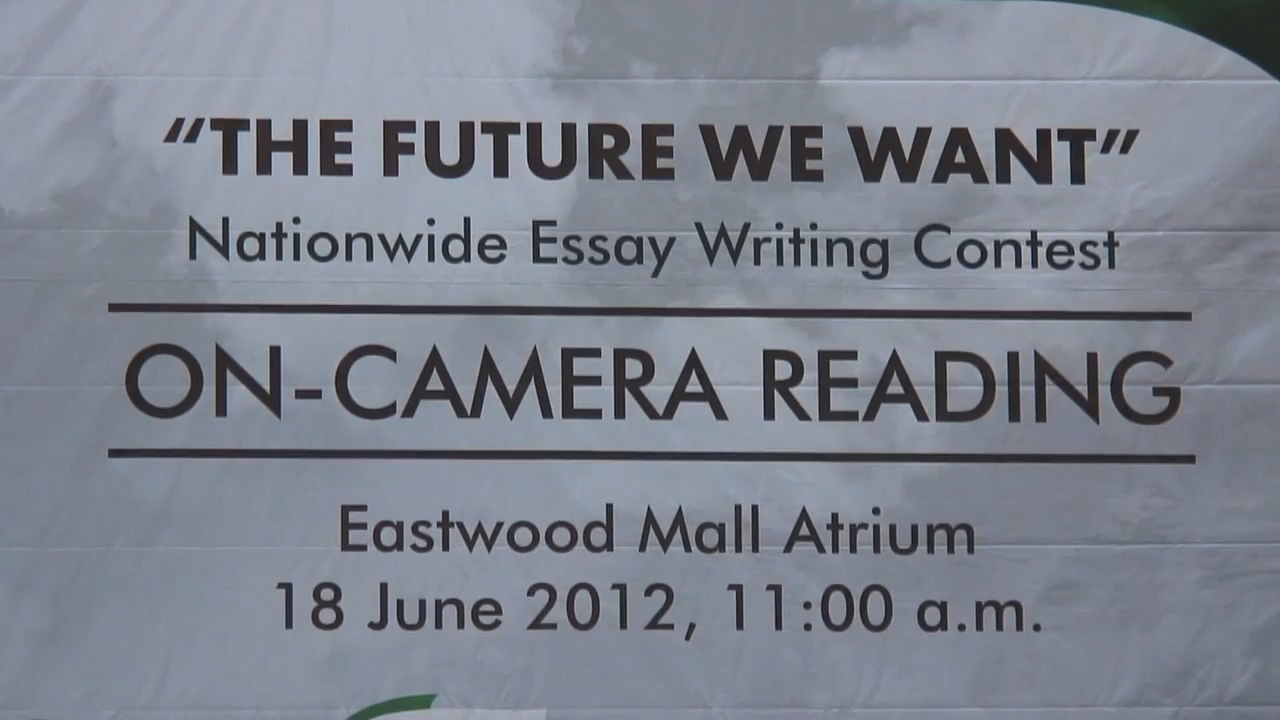 "THE FUTURE WE WANT"
Nationwide Essay Writing Contest
ON-CAMERA READING
Eastwood Mall Atrium
18 June 2012, 11:00 a.m.